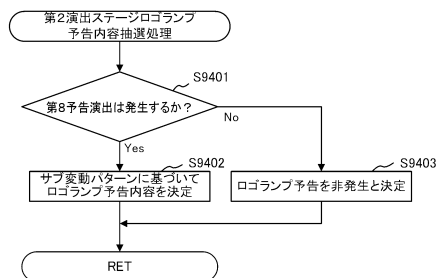 第2演出ステージロゴランプ
予告内容抽選処理
S9401
第8予告演出は発生するか？
No
Yes
S9402
サブ変動パターンに基づいて
ロゴランプ予告内容を決定
S9403
ロゴランプ予告を非発生と決定
RET